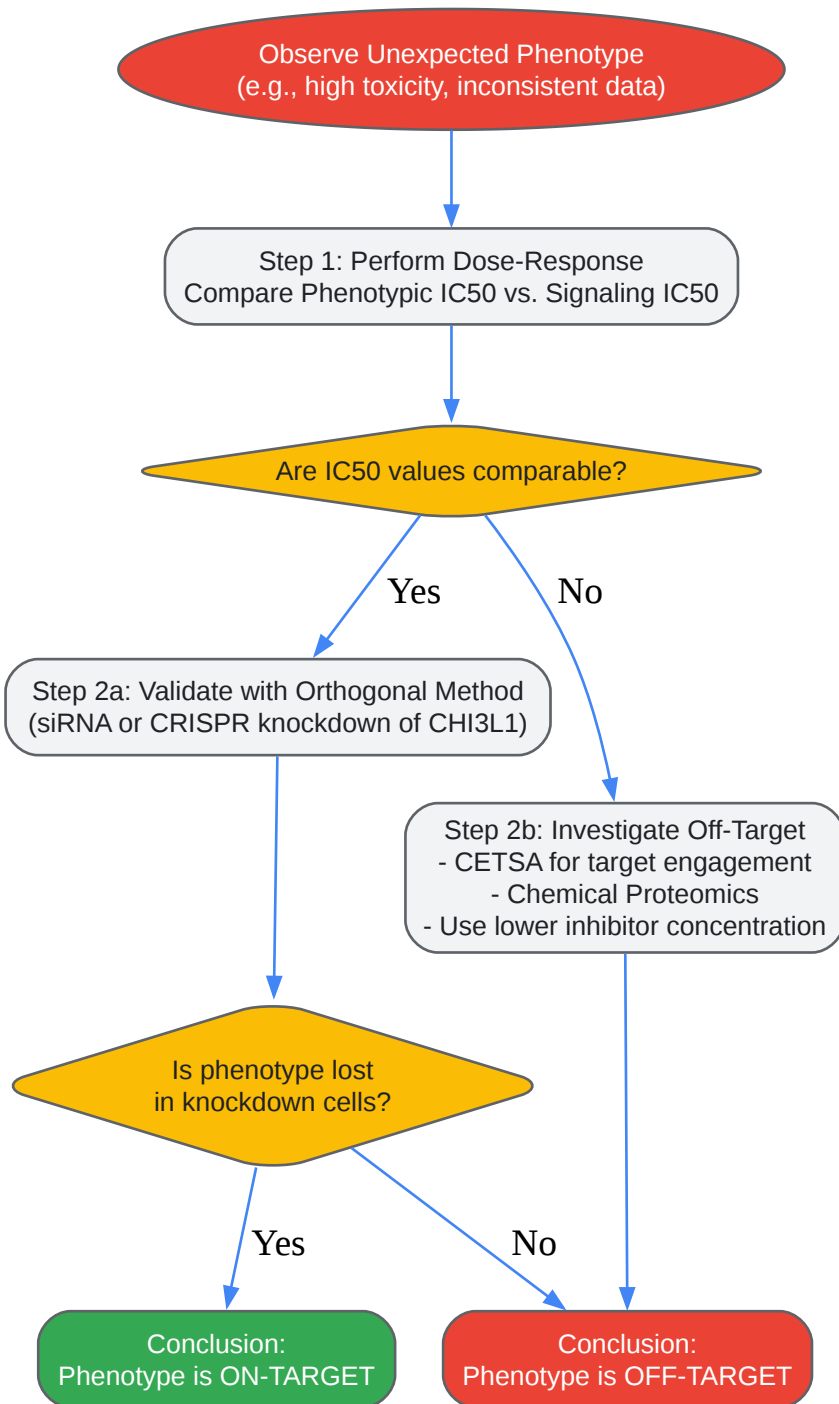 Observe Unexpected Phenotype
(e.g., high toxicity, inconsistent data)
Step 1: Perform Dose-Response
Compare Phenotypic IC50 vs. Signaling IC50
Are IC50 values comparable?
Yes
No
Step 2a: Validate with Orthogonal Method
(siRNA or CRISPR knockdown of CHI3L1)
Step 2b: Investigate Off-Target
- CETSA for target engagement
- Chemical Proteomics
- Use lower inhibitor concentration
Is phenotype lost
in knockdown cells?
Yes
No
Conclusion:
Phenotype is ON-TARGET
Conclusion:
Phenotype is OFF-TARGET